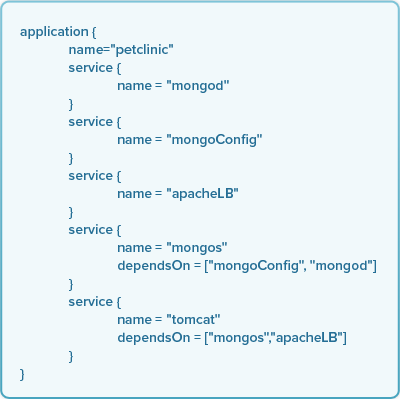 application {
name="petclinic"
service {
name = "mongod"
}
service {
name = "mongoConfig"
}
service {
name = "apacheLB"
}
service {
name = "mongos"
dependsOn = ["mongoConfig", "mongod"]
}
service {
name = "tomcat"
dependsOn = ["mongos","apacheLB"]
}
}